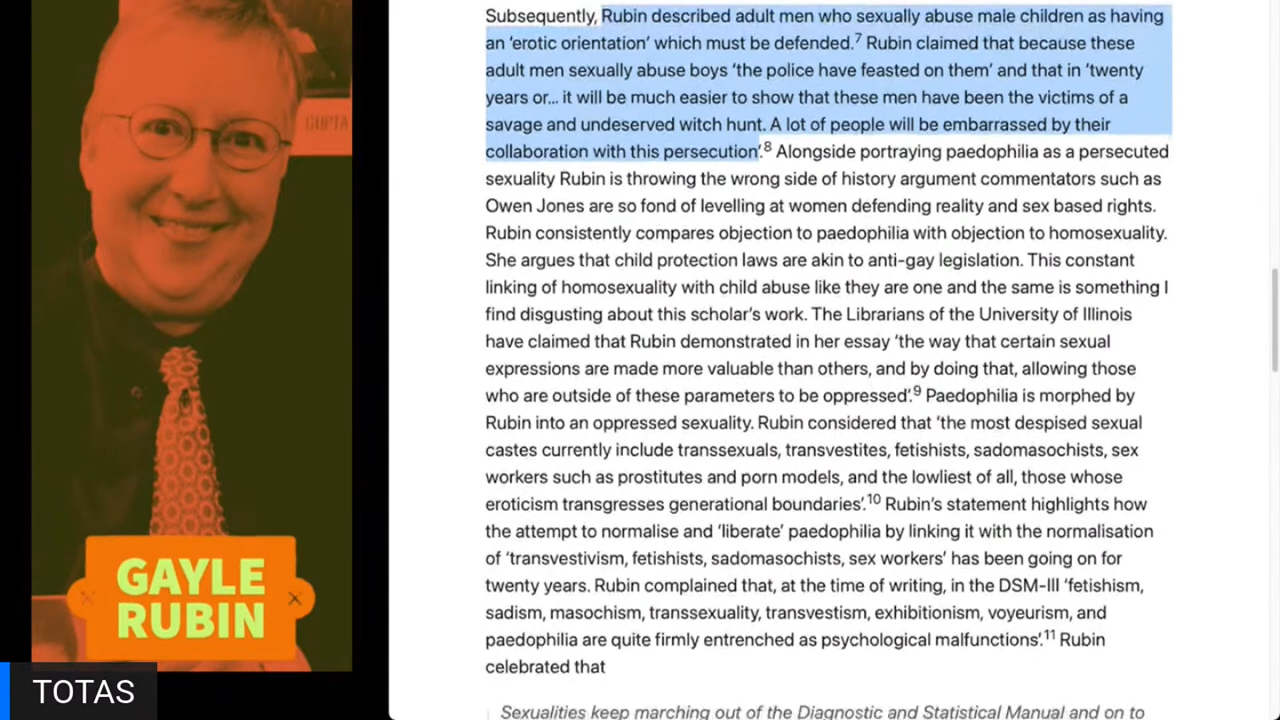 Subsequently, Rubin described adult men who sexually abuse male children as having
an ‘erotic orientation’ which must be defended.7 Rubin claimed that because these
adult men sexually abuse boys ‘the police have feasted on them’ and that in ‘twenty
years or... it will be much easier to show that these men have been the victims of a
savage and undeserved witch hunt. A lot of people will be embarrassed by their
collaboration with this persecution’.8 Alongside portraying paedophilia as a persecuted
sexuality Rubin is throwing the wrong side of history argument commentators such as
Owen Jones are so fond of levelling at women defending reality and sex based rights.
Rubin consistently compares objection to paedophilia with objection to homosexuality.
She argues that child protection laws are akin to anti-gay legislation. This constant
linking of homosexuality with child abuse like they are one and the same is something I
find disgusting about this scholar’s work. The Librarians of the University of Illinois
have claimed that Rubin demonstrated in her essay ‘the way that certain sexual
expressions are made more valuable than others, and by doing that, allowing those
who are outside of these parameters to be oppressed’.9 Paedophilia is morphed by
Rubin into an oppressed sexuality. Rubin considered that ‘the most despised sexual
castes currently include transsexuals, transvestites, fetishists, sadomasochists, sex
workers such as prostitutes and porn models, and the lowliest of all, those whose
eroticism transgresses generational boundaries’.10 Rubin’s statement highlights how
the attempt to normalise and ‘liberate’ paedophilia by linking it with the normalisation
of ‘transvestivism, fetishists, sadomasochists, sex workers’ has been going on for
twenty years. Rubin complained that, at the time of writing, in the DSM-III ‘fetishism,
sadism, masochism, transsexuality, transvestism, exhibitionism, voyeurism, and
paedophilia are quite firmly entrenched as psychological malfunctions’.11 Rubin
celebrated that
Sexualities keep marching out of the Diagnostic and Statistical Manual and on to
GUPTA
GAYLE
RUBIN
TOTAS